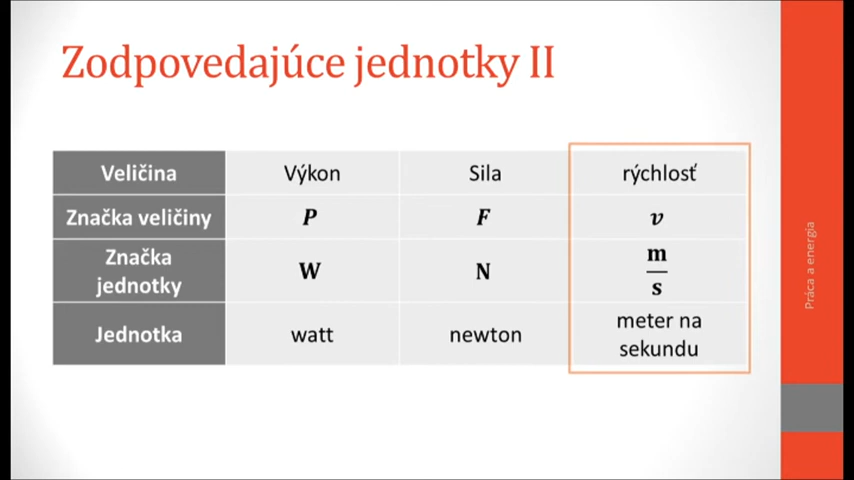 Zodpovedajúce jednotky II
Veličina Výkon Sila rýchlosť
Značka veličiny P F v
Značka jednotky W N m/s
Jednotka watt newton meter na sekundu
Práca a energia